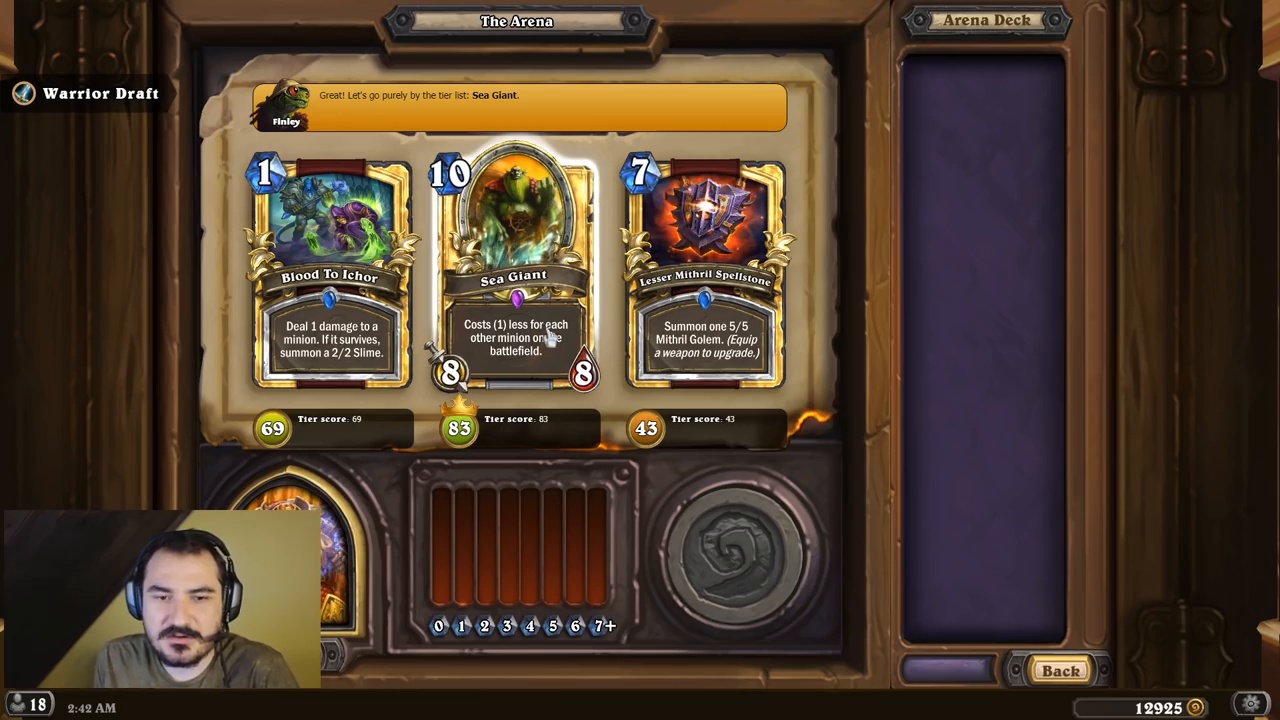 The Arena
Arena Deck
Warrior Draft
Great! Let's go purely by the tier list: Sea Giant.
Finley
1
10
7
Blood To Ichor
Sea Giant
Lesser Mithril Spellstone
Deal 1 damage to a
minion. If it survives,
summon a 2/2 Slime.
Costs (1) less for each
other minion on the
battlefield.
Summon one 5/5
Mithril Golem. (Equip
a weapon to upgrade.)
8
8
69
Tier score: 69
83
Tier score: 83
43
Tier score: 43
0 1 2 3 4 5 6 7+
Back
18
2:42 AM
12925